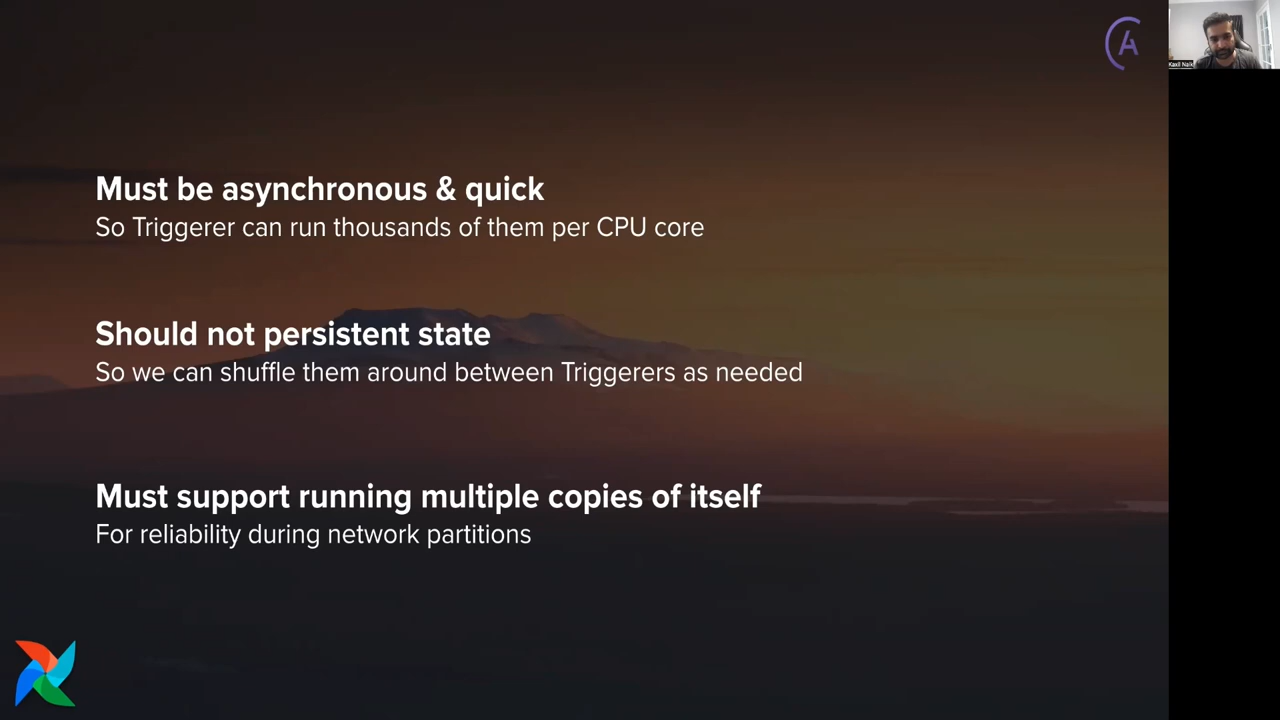 Must be asynchronous & quick
So Triggerer can run thousands of them per CPU core
Should not persistent state
So we can shuffle them around between Triggerers as needed
Must support running multiple copies of itself
For reliability during network partitions
Kaxil Naik